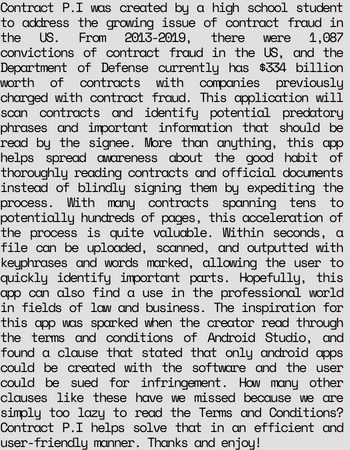 Contract P.I was created by a high school student
to address the growing issue of contract fraud in
the US. From 2013-2019, there were 1,087
convictions of contract fraud in the US, and the
Department of Defense currently has $334 billion
worth of contracts with companies previously
charged with contract fraud. This application will
scan contracts and identify potential predatory
phrases and important information that should be
read by the signee. More than anything, this app
helps spread awareness about the good habit of
thoroughly reading contracts and official documents
instead of blindly signing them by expediting the
process. With many contracts spanning tens to
potentially hundreds of pages, this acceleration of
the process is quite valuable. Within seconds, a
file can be uploaded, scanned, and outputted with
keyphrases and words marked, allowing the user to
quickly identify important parts. Hopefully, this
app can also find a use in the professional world
in fields of law and business. The inspiration for
this app was sparked when the creator read through
the terms and conditions of Android Studio, and
found a clause that stated that only android apps
could be created with the software and the user
could be sued for infringement. How many other
clauses like these have we missed because we are
simply too lazy to read the Terms and Conditions?
Contract P.I helps solve that in an efficient and
user-friendly manner. Thanks and enjoy!